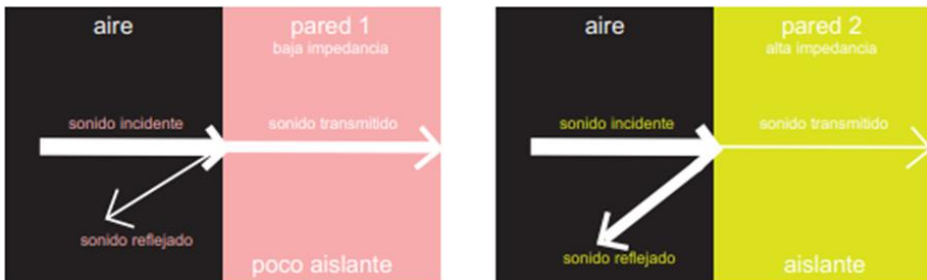 aire
pared 1
baja impedancia
sonido incidente
sonido transmitido
sonido reflejado
poco aislante
aire
pared 2
alta impedancia
sonido incidente
sonido transmitido
sonido reflejado
aislante